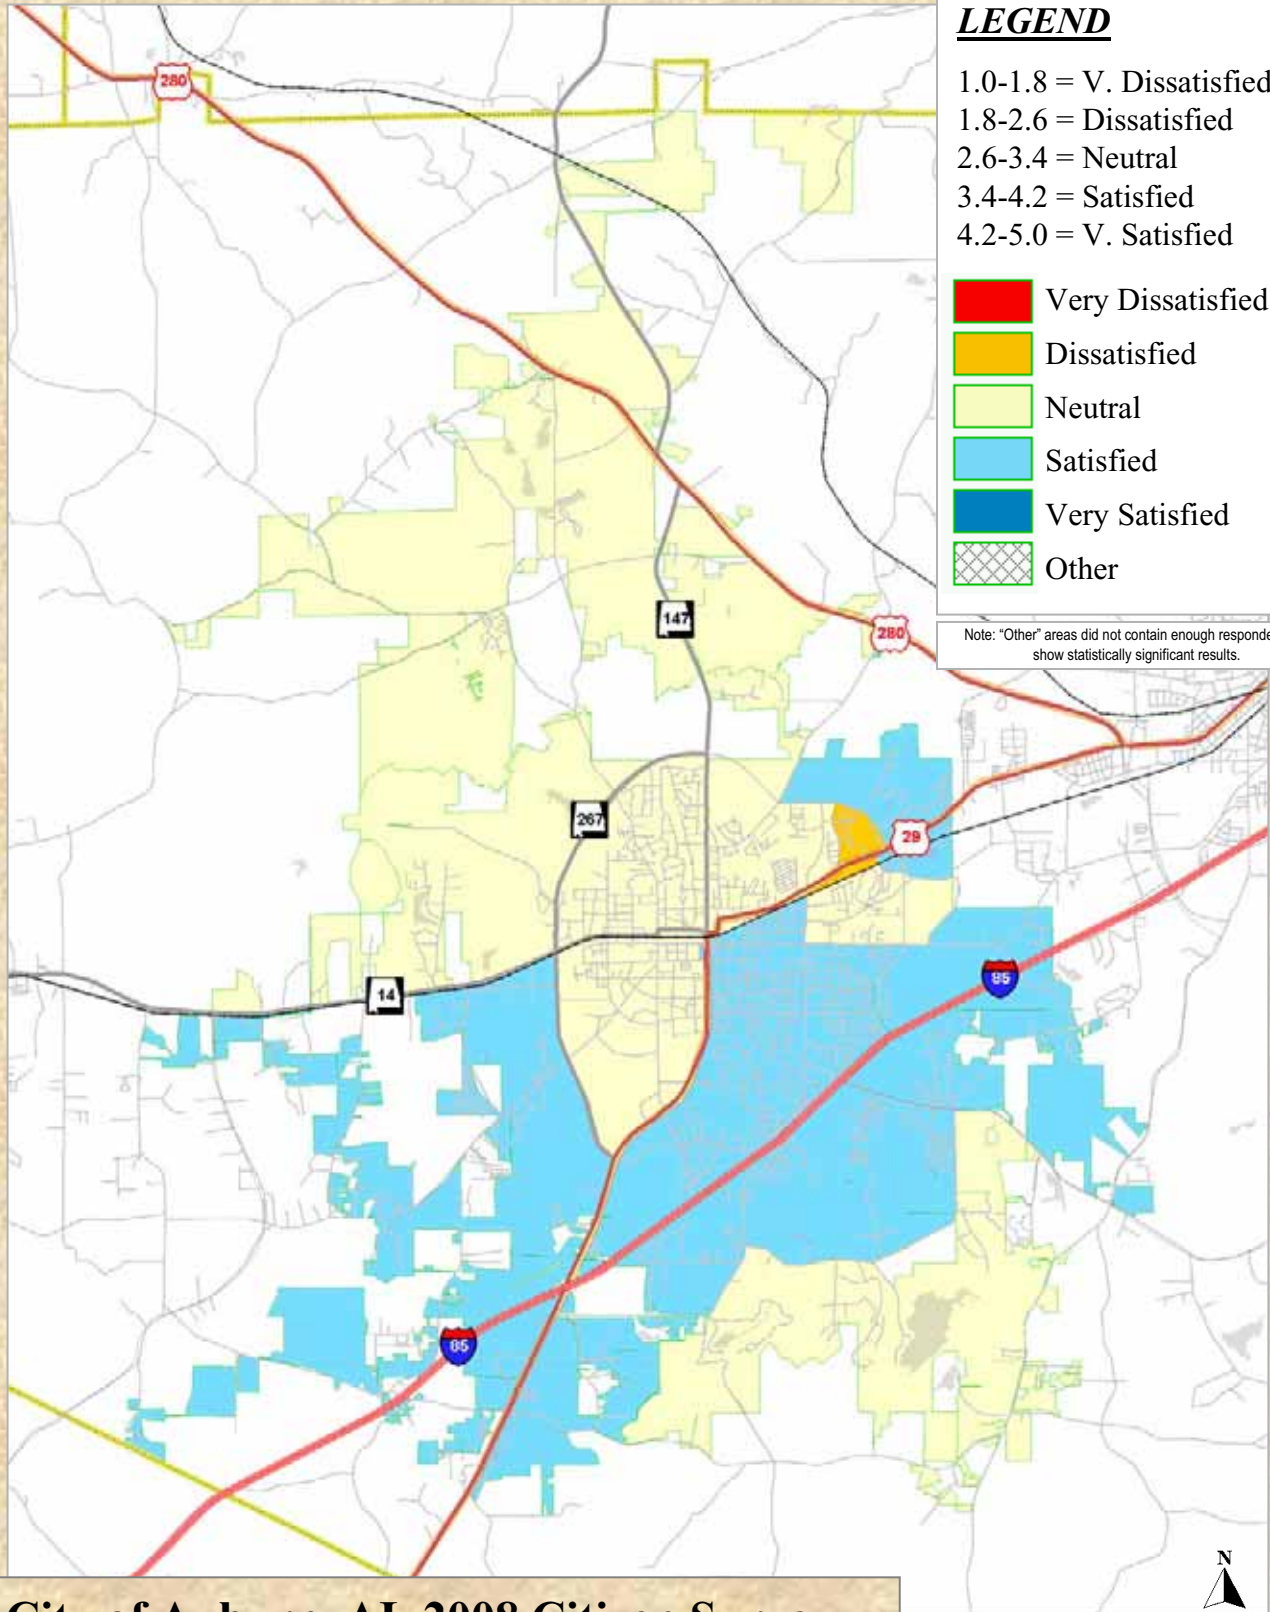 LEGEND
1.0-1.8 = V. Dissatisfied
1.8-2.6 = Dissatisfied
2.6-3.4 = Neutral
3.4-4.2 = Satisfied
4.2-5.0 = V. Satisfied
Very Dissatisfied
Dissatisfied
Neutral
Satisfied
Very Satisfied
Other
Note: "Other" areas did not contain enough responde
show statistically significant results.
280
147
280
267
29
85
14
85
N